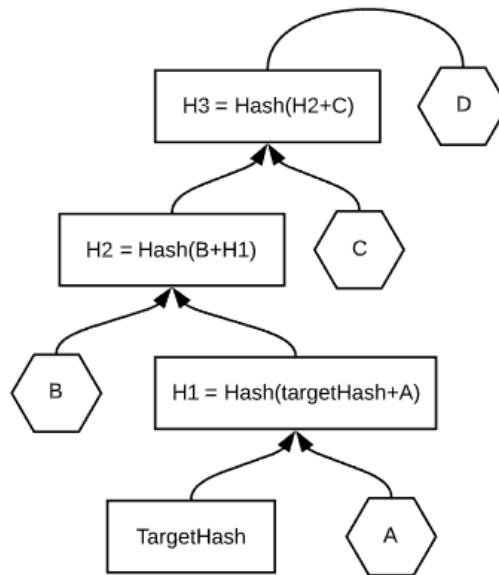 H3 = Hash(H2+C)
D
H2 = Hash(B+H1)
C
B
H1 = Hash(targetHash+A)
TargetHash
A